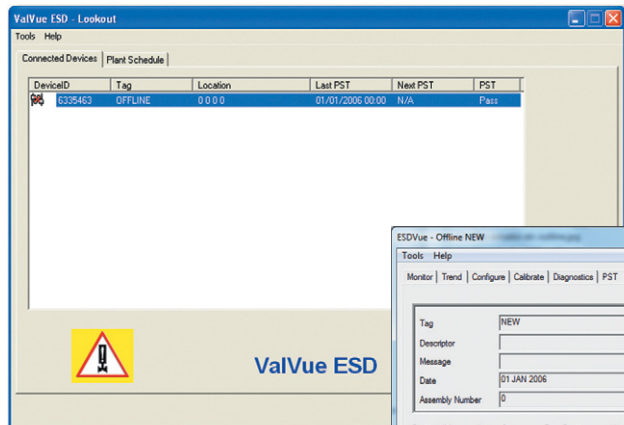 ValVue ESD - Lookout
Tools Help
Connected Devices Plant Schedule
DeviceID Tag Location Last PST Next PST PST
6335463 OFFLINE 0 0 0 0 01/01/2006 00:00 N/A Pass
ValVue ESD
ESDVue - Offline NEW
Tools Help
Monitor Trend Configure Calibrate Diagnostics PST
Tag NEW
Descriptor
Message
Date 01 JAN 2006
Assembly Number 0